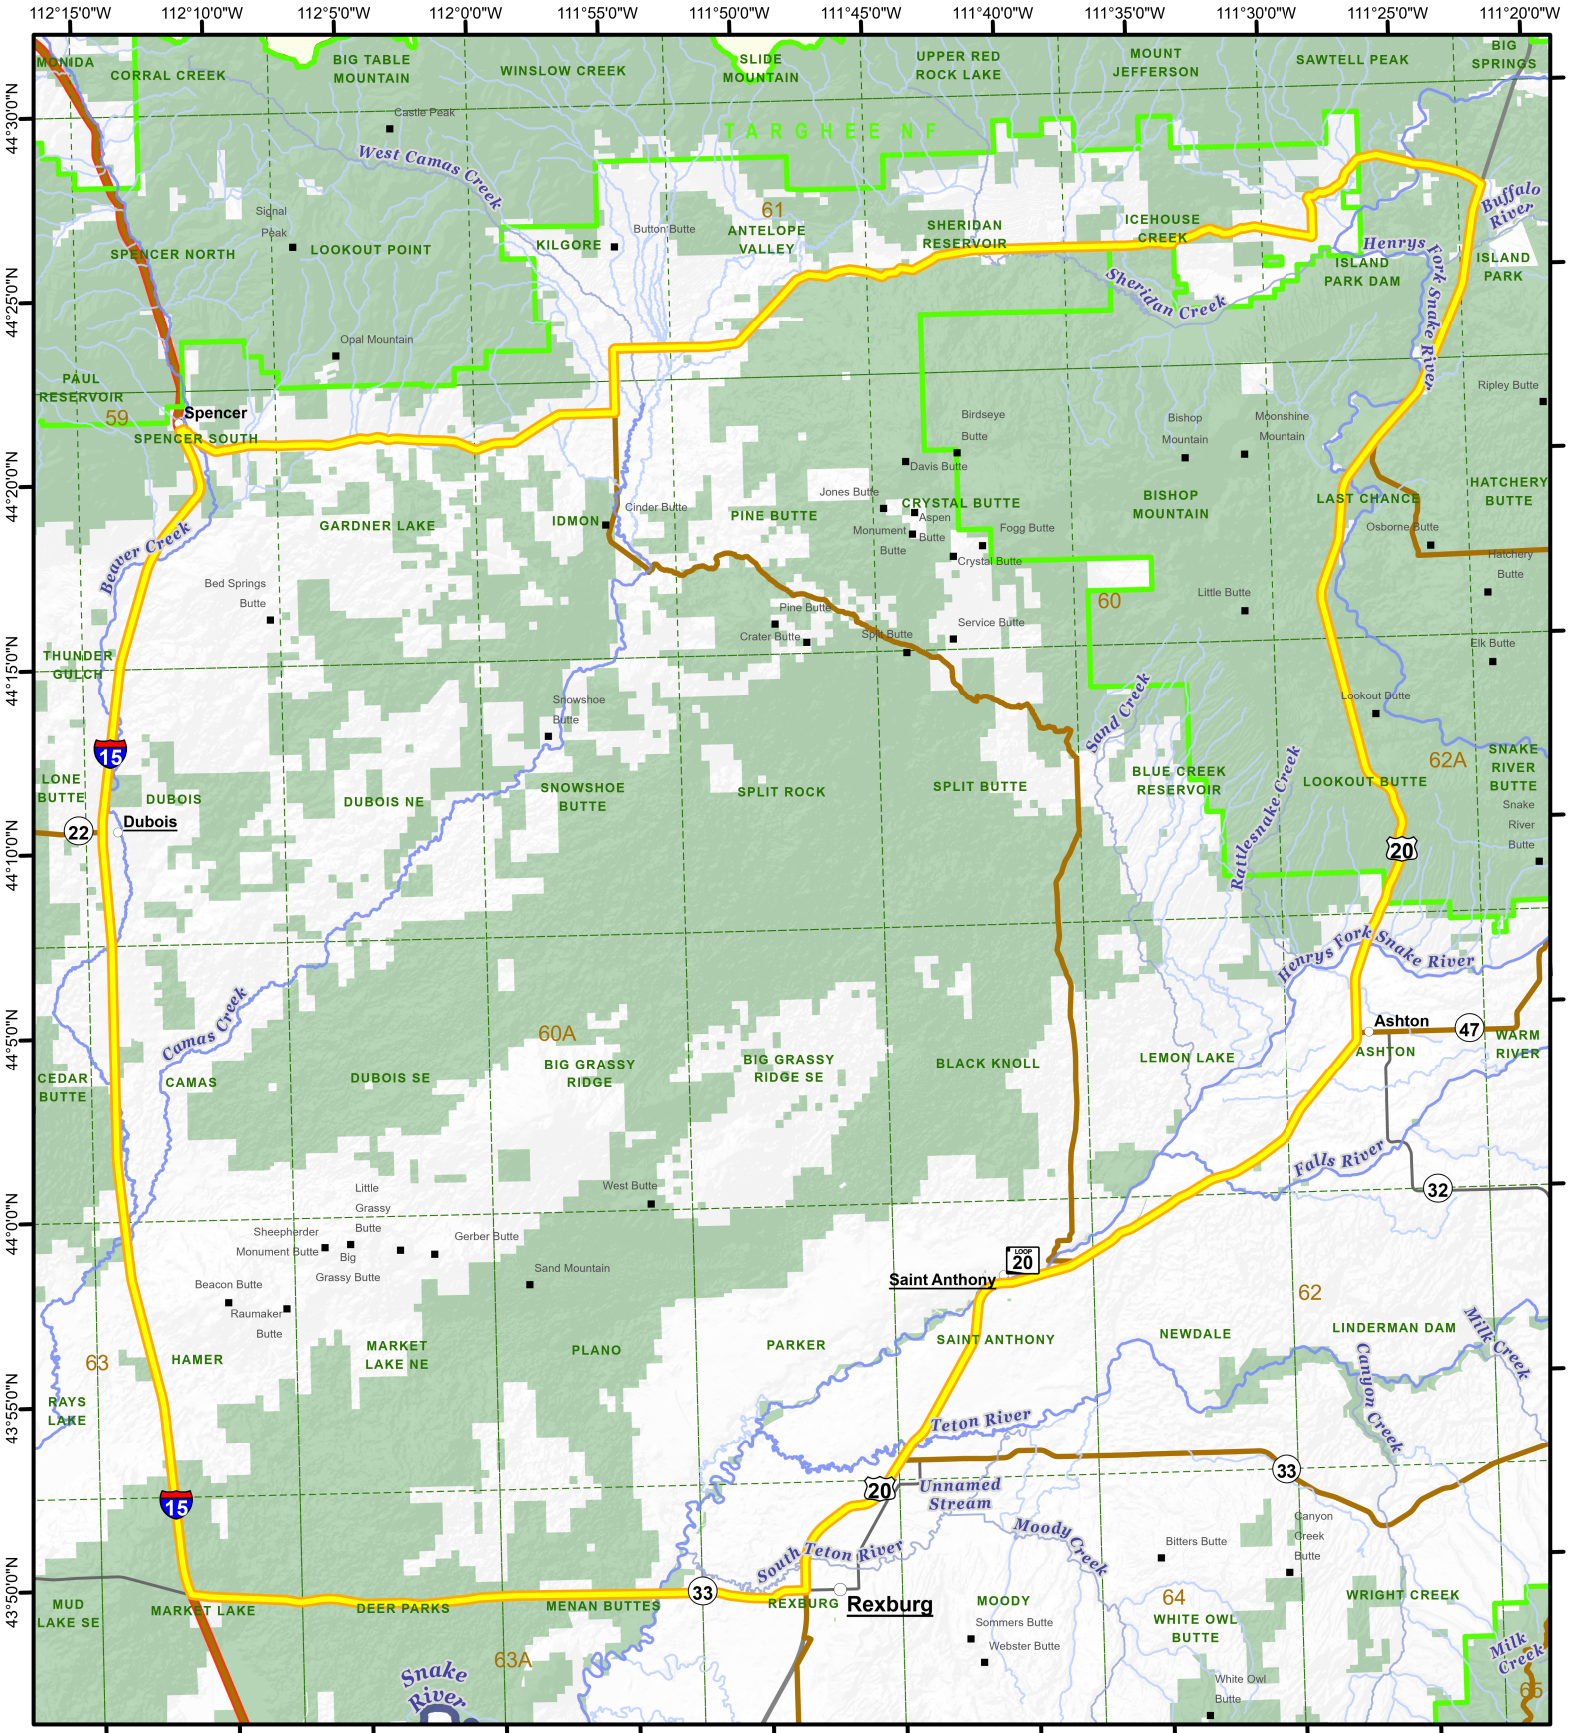 112°15'0"W
112°10'0"W
112°5'0"W
112°0'0"W
111°55'0"W
111°50'0"W
111°45'0"W
111°40'0"W
111°35'0"W
111°30'0"W
111°25'0"W
111°20'0"W
MONIDA
CORRAL CREEK
BIG TABLE
MOUNTAIN
WINSLOW CREEK
SLIDE
MOUNTAIN
UPPER RED
ROCK LAKE
MOUNT
JEFFERSON
SAWTELL PEAK
BIG
SPRINGS
44°30'0"N
Castle Peak
TARGHEE NF
West Camas Creek
Signal
Peak
SPENCER NORTH
LOOKOUT POINT
KILGORE
Button Butte
61
ANTELOPE
VALLEY
SHERIDAN
RESERVOIR
ICEHOUSE
CREEK
Buffalo
River
Henrys Fork Snake River
ISLAND
PARK DAM
ISLAND
PARK
44°25'0"N
Sheridan Creek
Opal Mountain
PAUL
RESERVOIR
59
Spencer
SPENCER SOUTH
Ripley Butte
Birdseye
Butte
Bishop
Mountain
Moonshine
Mourtain
Davis Butte
44°20'0"N
Jones Butte
CRYSTAL BUTTE
BISHOP
MOUNTAIN
LAST CHANCE
HATCHERY
BUTTE
GARDNER LAKE
IDMON
Cinder Butte
PINE BUTTE
Aspen
Butte
Monument
Butte
Fogg Butte
Crystal Butte
Osborne Butte
Hatchery
Butte
Beaver Creek
Bed Springs
Butte
60
Little Butte
Pine Butte
Crater Butte
Split Butte
Service Butte
Elk Butte
THUNDER
GULCH
44°15'0"N
Snowshoe
Butte
Sand Creek
Lookout Dutte
15
62A
SNAKE
RIVER
BUTTE
LONE
BUTTE
DUBOIS
DUBOIS NE
SNOWSHOE
BUTTE
SPLIT ROCK
SPLIT BUTTE
BLUE CREEK
RESERVOIR
Rattlesnake Creek
LOOKOUT BUTTE
Snake
River
Butte
22
Dubois
20
44°10'0"N
Henrys Fork Snake River
Camas Creek
60A
Ashton
47
44°5'0"N
CEDAR
BUTTE
CAMAS
DUBOIS SE
BIG GRASSY
RIDGE
BIG GRASSY
RIDGE SE
BLACK KNOLL
LEMON LAKE
ASHTON
WARM
RIVER
Falls River
32
West Butte
44°0'0"N
Little
Grassy
Butte
Sheepherder
Monument Butte
Big
Grassy Butte
Gerber Butte
Beacon Butte
Raumaker
Butte
Sand Mountain
LOOP
20
Saint Anthony
62
63
HAMER
MARKET
LAKE NE
PLANO
PARKER
SAINT ANTHONY
NEWDALE
LINDERMAN DAM
Milk Creek
Canyon Creek
RAYS
LAKE
43°55'0"N
Teton River
33
15
20
Unnamed
Stream
Moody Creek
South Teton River
Bitters Butte
Canyon
Creek
Butte
43°50'0"N
MUD
LAKE SE
MARKET LAKE
DEER PARKS
MENAN BUTTES
33
REXBURG
Rexburg
MOODY
Sommers Butte
Webster Butte
64
WHITE OWL
BUTTE
WRIGHT CREEK
63A
Snake
River
White Owl
Butte
Milk
Creek
65